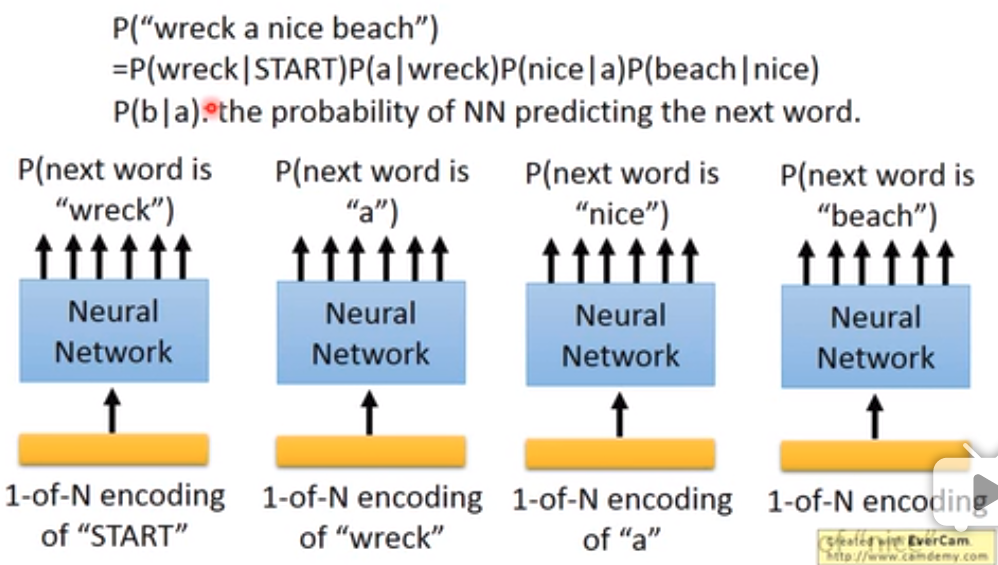 P(“wreck a nice beach”)
=P(wreck|START)P(a|wreck)P(nice|a)P(beach|nice)
P(b|a): the probability of NN predicting the next word.
P(next word is
“wreck”)
P(next word is
“a”)
P(next word is
“nice”)
P(next word is
“beach”)
Neural
Network
Neural
Network
Neural
Network
Neural
Network
1-of-N encoding
of “START”
1-of-N encoding
of “wreck”
1-of-N encoding
of “a”
1-of-N encoding
of “nice”
Created with EverCam.
http://www.camdemy.com